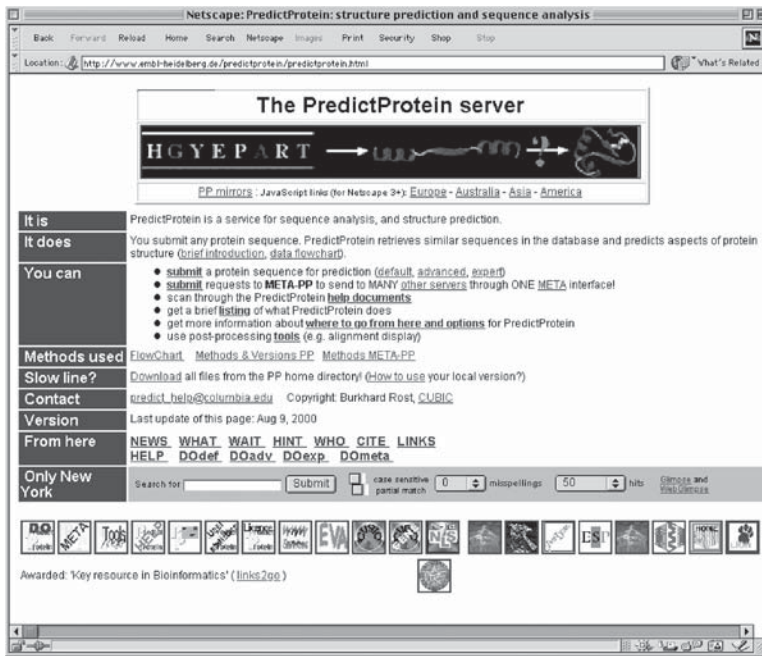 Netscape: PredictProtein: structure prediction and sequence analysis
Back Forward Reload Home Search Netscape Images Print Security Shop Stop
Location: http://www.embl-heidelberg.de/predictprotein/predictprotein.html What's Related
The PredictProtein server
HGYEPART
PP mirrors : JavaScript links (for Netscape 3+): Europe - Australia - Asia - America
It is PredictProtein is a service for sequence analysis, and structure prediction.
It does You submit any protein sequence. PredictProtein retrieves similar sequences in the database and predicts aspects of protein
structure (brief introduction, data flowchart).
You can submit a protein sequence for prediction (default, advanced, expert)
submit requests to META-PP to send to MANY other servers through ONE META interface!
scan through the PredictProtein help documents
get a brief listing of what PredictProtein does
get more information about where to go from here and options for PredictProtein
use post-processing tools (e.g. alignment display)
Methods used FlowChart Methods & Versions PP Methods META-PP
Slow line? Download all files from the PP home directory! (How to use your local version?)
Contact predict_help@columbia.edu Copyright: Burkhard Rost, CUBIC
Version Last update of this page: Aug 9, 2000
From here NEWS WHAT WAIT HINT WHO CITE LINKS
HELP DOdef DOadv DOexp DOmeta
Only New York Search for Submit case sensitive partial match 0 misspellings 50 hits Glimpse and WebGlimpse
DO META Tools HELP EVA NLS ESP
Awarded: 'Key resource in Bioinformatics' ( links2go )